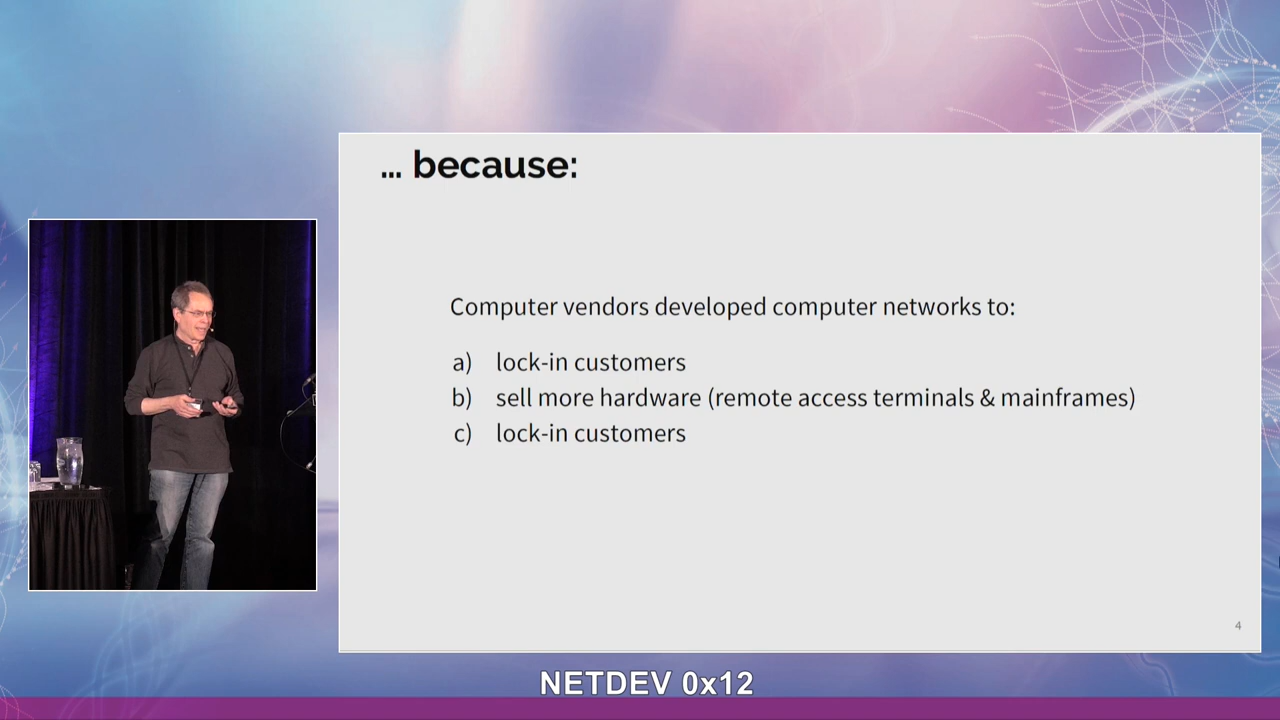 ... because:
Computer vendors developed computer networks to:
a) lock-in customers
b) sell more hardware (remote access terminals & mainframes)
c) lock-in customers
4
NETDEV 0x12